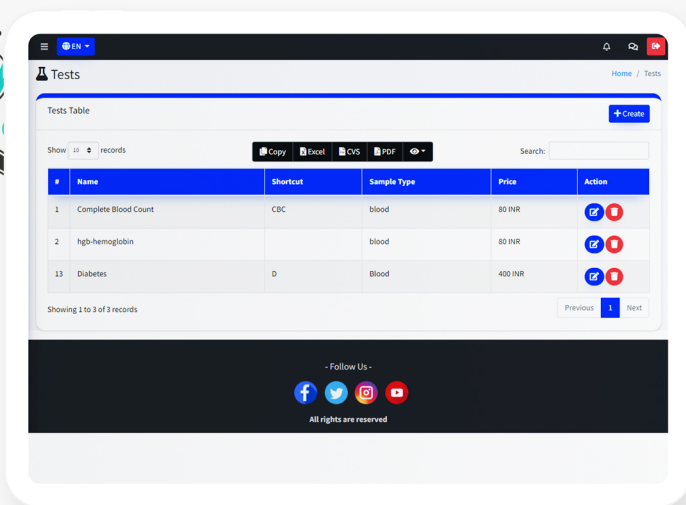 EN
Tests
Home / Tests
Tests Table
Create
Show 10 records
Copy Excel CVS PDF
Search:
# Name Shortcut Sample Type Price Action
1 Complete Blood Count CBC blood 80 INR
2 hgb-hemoglobin blood 80 INR
13 Diabetes D Blood 400 INR
Showing 1 to 3 of 3 records
Previous 1 Next
- Follow Us -
All rights are reserved